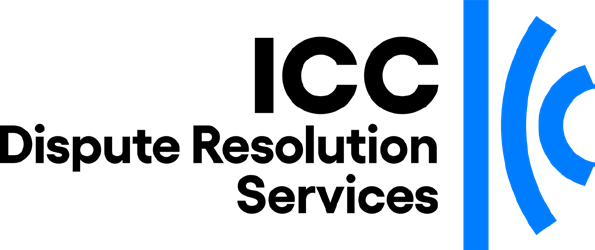 ICC
Dispute Resolution
Services